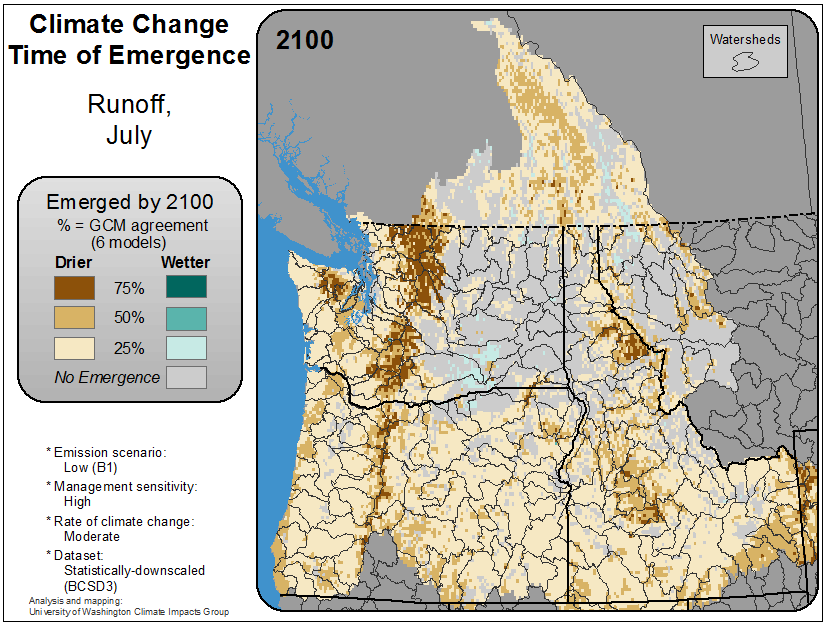 Climate Change
Time of Emergence
Runoff,
July
Emerged by 2100
% = GCM agreement
(6 models)
Drier Wetter
75%
50%
25%
No Emergence
* Emission scenario:
Low (B1)
* Management sensitivity:
High
* Rate of climate change:
Moderate
* Dataset:
Statistically-downscaled
(BCSD3)
Analysis and mapping:
University of Washington Climate Impacts Group
2100
Watersheds